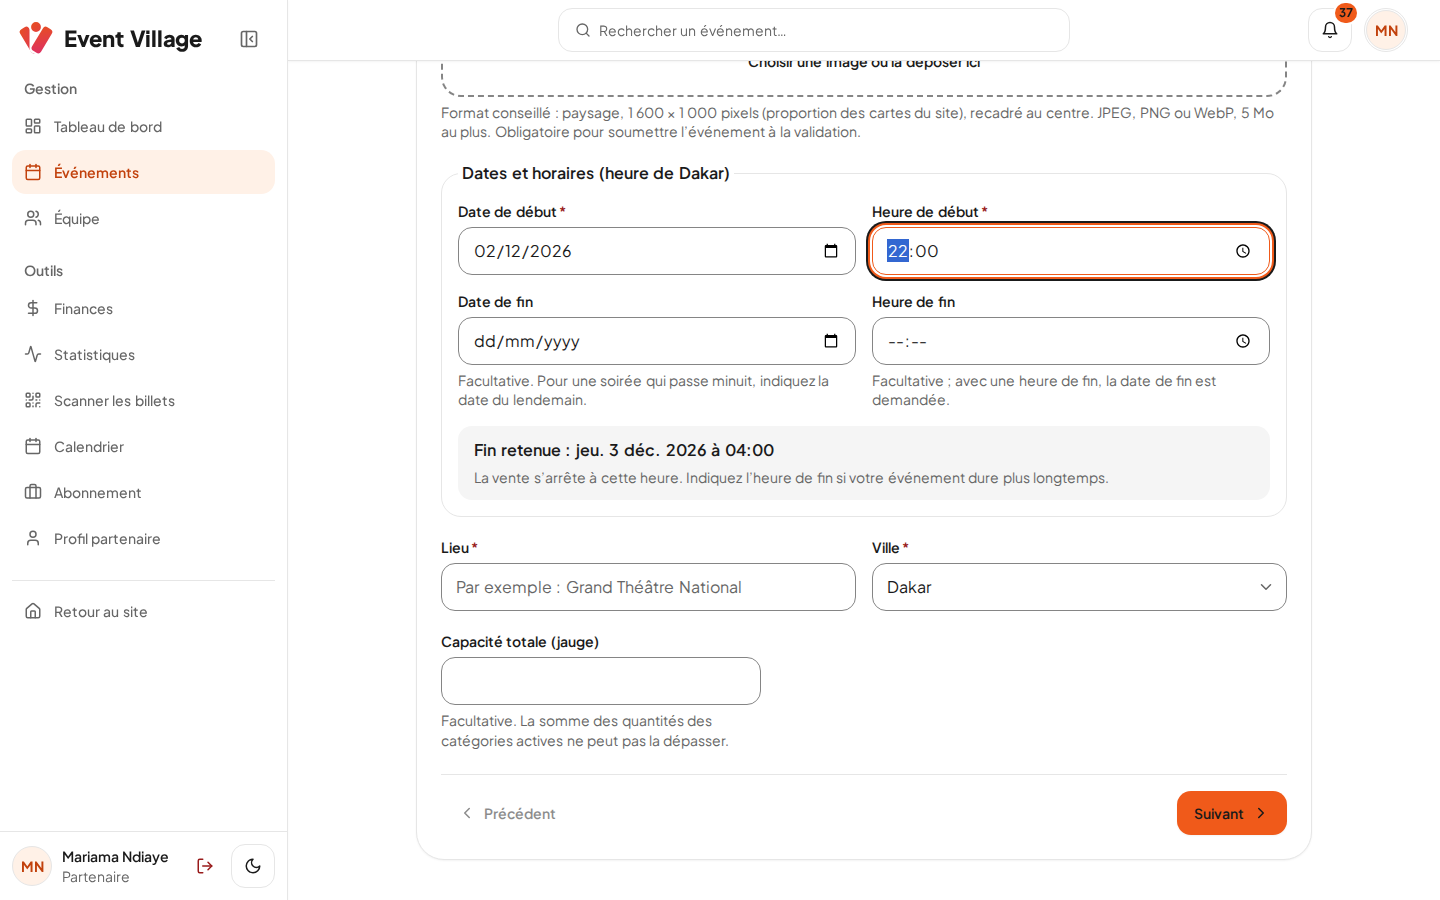 Event Village
Rechercher un événement...
37
MN
Gestion
Tableau de bord
Événements
Équipe
Outils
Finances
Statistiques
Scanner les billets
Calendrier
Abonnement
Profil partenaire
Retour au site
MN
Mariama Ndiaye
Partenaire
Choisir une image ou la déposer ici
Format conseillé : paysage, 1 600 × 1 000 pixels (proportion des cartes du site), recadré au centre. JPEG, PNG ou WebP, 5 Mo
au plus. Obligatoire pour soumettre l'événement à la validation.
Dates et horaires (heure de Dakar)
Date de début *
Heure de début *
02/12/2026
22:00
Date de fin
Heure de fin
dd/mm/yyyy
--:--
Facultative. Pour une soirée qui passe minuit, indiquez la
date du lendemain.
Facultative ; avec une heure de fin, la date de fin est
demandée.
Fin retenue : jeu. 3 déc. 2026 à 04:00
La vente s'arrête à cette heure. Indiquez l'heure de fin si votre événement dure plus longtemps.
Lieu *
Ville *
Par exemple : Grand Théâtre National
Dakar
Capacité totale (jauge)
Facultative. La somme des quantités des
catégories actives ne peut pas la dépasser.
Précédent
Suivant